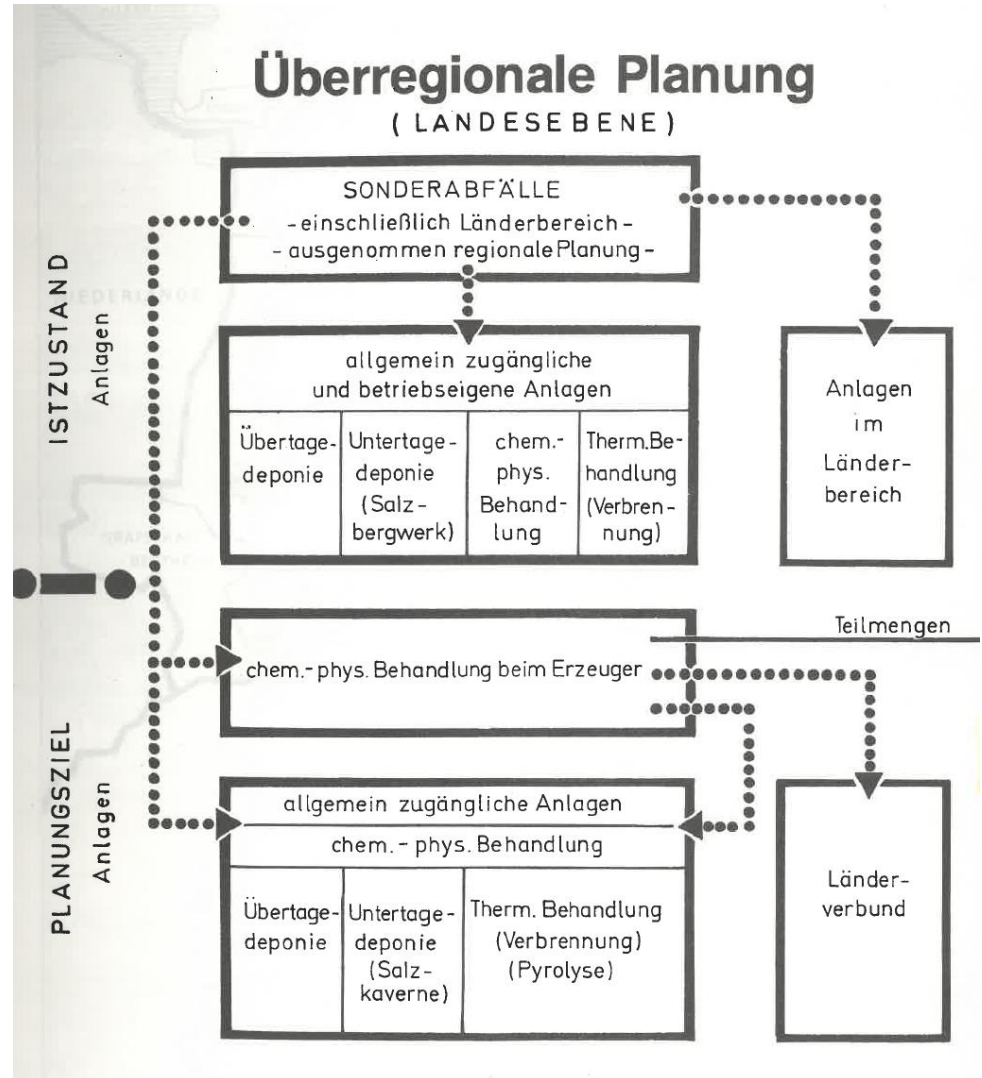 Überregionale Planung
( LANDESEBENE )
SONDERABFÄLLE
- einschließlich Länderbereich -
- ausgenommen regionale Planung -
ISTZUSTAND
Anlagen
allgemein zugängliche
und betriebseigene Anlagen
Übertage-
deponie
Untertage-
deponie
(Salz-
bergwerk)
chem.-
phys.
Behand-
lung
Therm. Be-
handlung
(Verbren-
nung)
Anlagen
im
Länder-
bereich
Teilmengen
chem.- phys. Behandlung beim Erzeuger
PLANUNGSZIEL
Anlagen
allgemein zugängliche Anlagen
chem. - phys. Behandlung
Übertage-
deponie
Untertage-
deponie
(Salz-
kaverne)
Therm. Behandlung
(Verbrennung)
(Pyrolyse)
Länder-
verbund